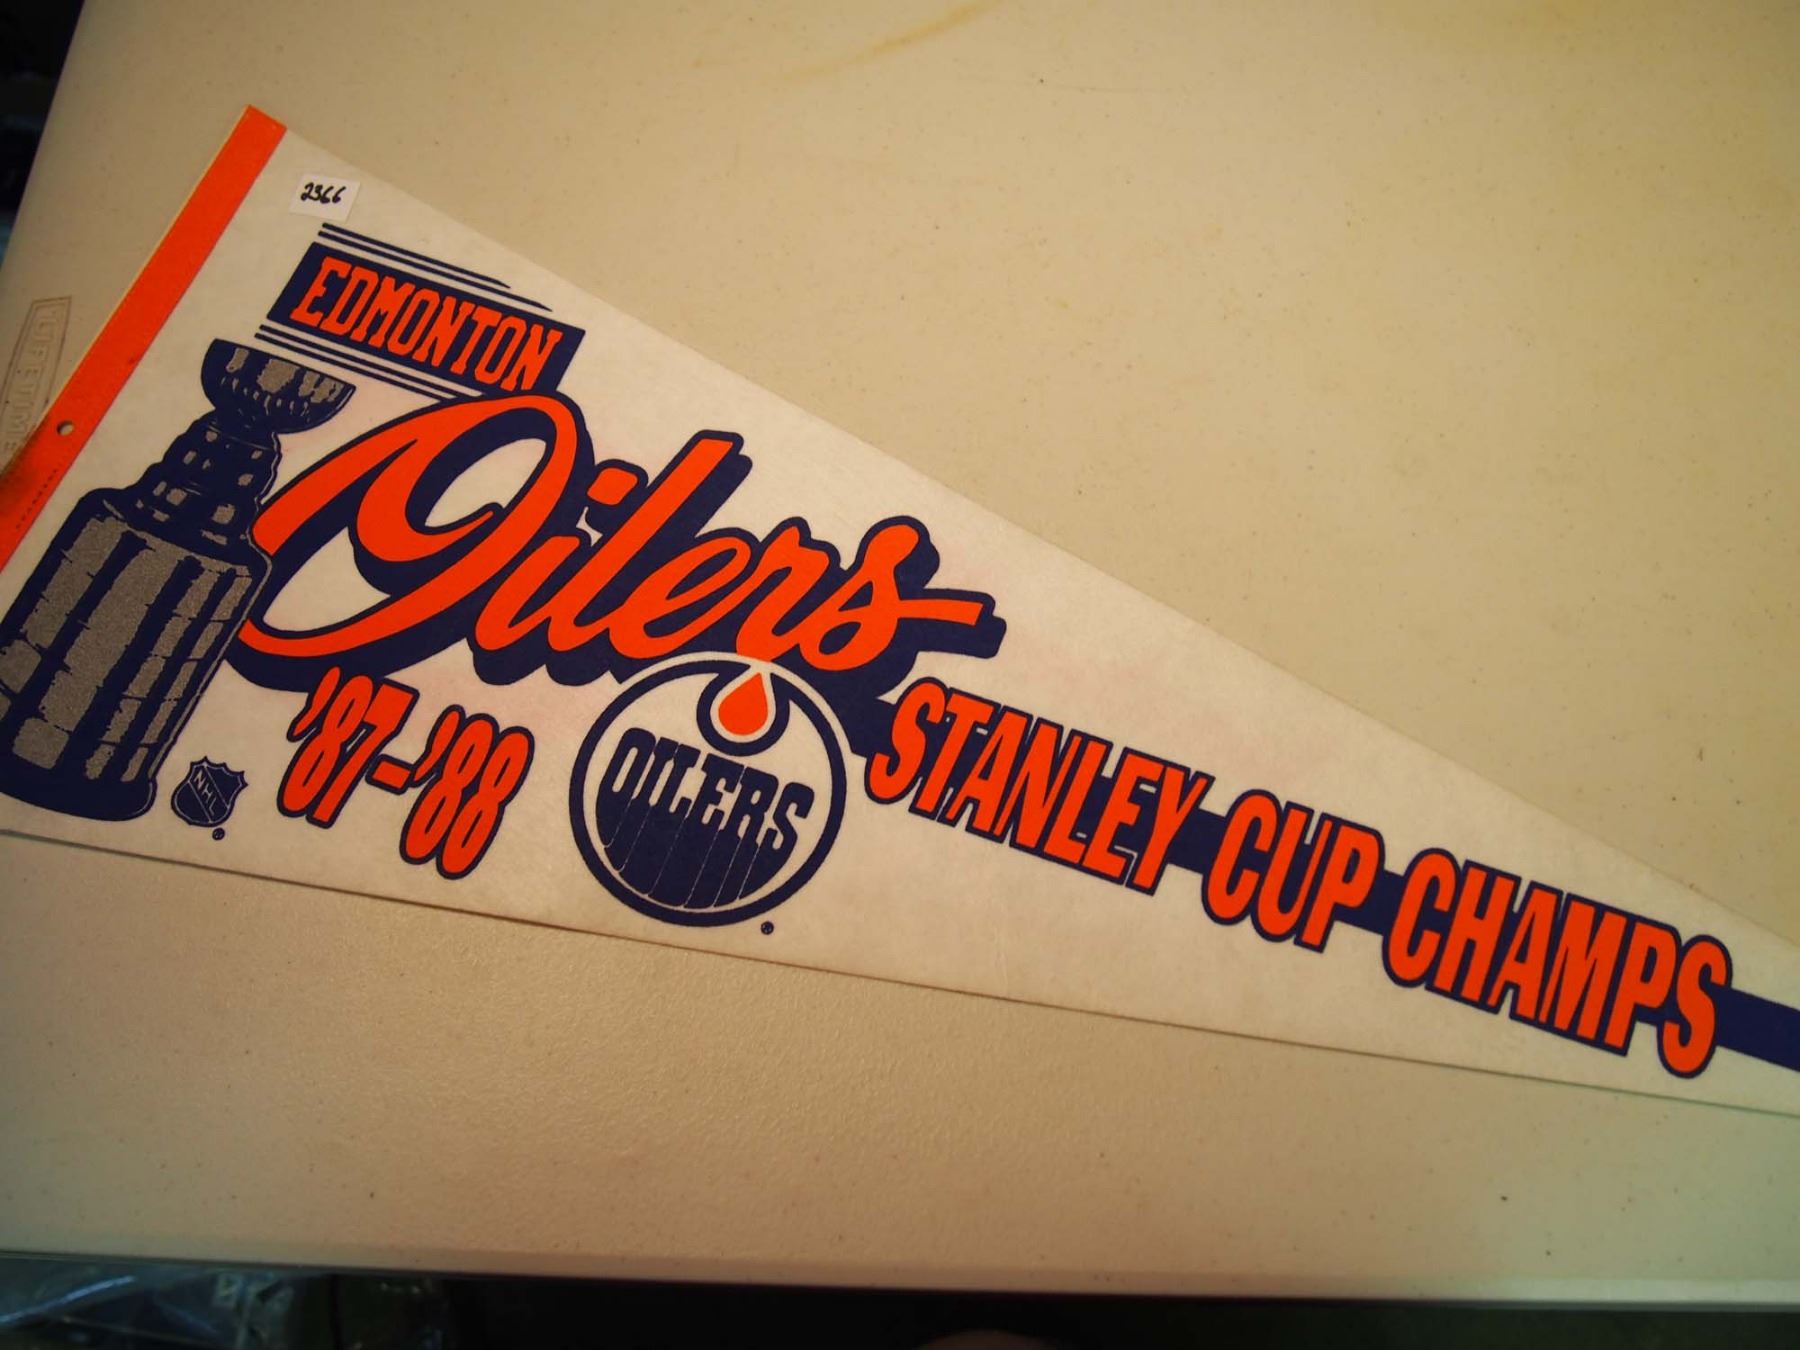 2366
EDMONTON
Oilers
'87-'88
NHL
OILERS
STANLEY CUP CHAMPS